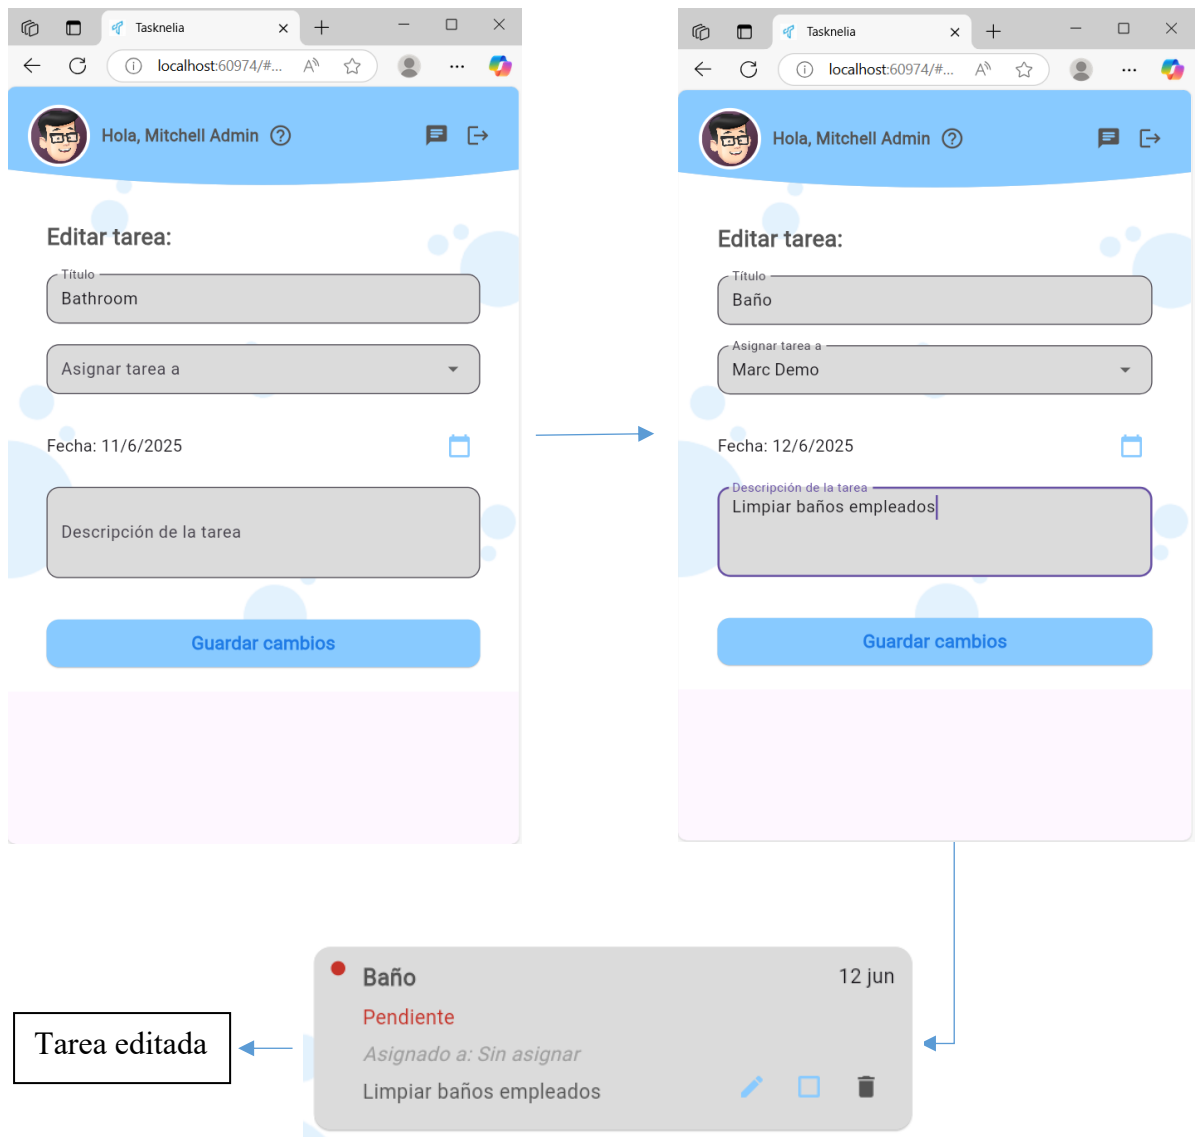 Tasknelia
localhost:60974/#...
Hola, Mitchell Admin
Editar tarea:
Título
Bathroom
Asignar tarea a
Fecha: 11/6/2025
Descripción de la tarea
Guardar cambios
Tasknelia
localhost:60974/#...
Hola, Mitchell Admin
Editar tarea:
Título
Baño
Asignar tarea a
Marc Demo
Fecha: 12/6/2025
Descripción de la tarea
Limpiar baños empleados
Guardar cambios
Baño
12 jun
Pendiente
Asignado a: Sin asignar
Limpiar baños empleados
Tarea editada